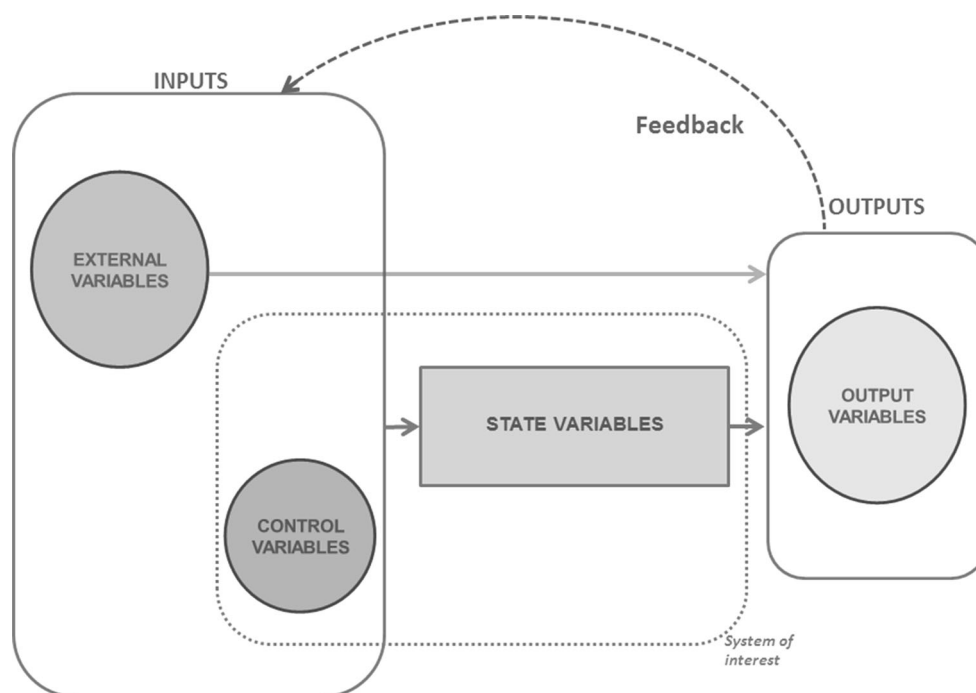 INPUTS
Feedback
OUTPUTS
EXTERNAL
VARIABLES
STATE VARIABLES
OUTPUT
VARIABLES
CONTROL
VARIABLES
System of
interest